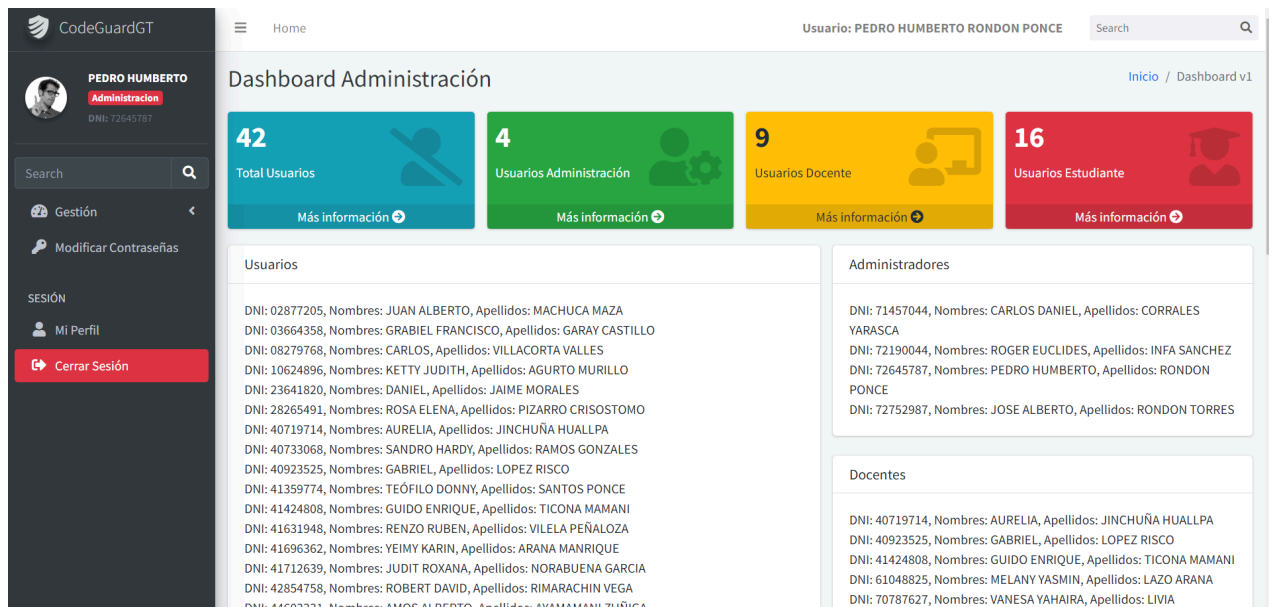 CodeGuardGT
PEDRO HUMBERTO
Administracion
DNI: 72645787
Search
Gestión
Modificar Contraseñas
SESIÓN
Mi Perfil
Cerrar Sesión
Home
Usuario: PEDRO HUMBERTO RONDON PONCE
Search
Dashboard Administración
Inicio / Dashboard v1
42
Total Usuarios
Más información
4
Usuarios Administración
Más información
9
Usuarios Docente
Más información
16
Usuarios Estudiante
Más información
Usuarios
DNI: 02877205, Nombres: JUAN ALBERTO, Apellidos: MACHUCA MAZA
DNI: 03664358, Nombres: GRABIEL FRANCISCO, Apellidos: GARAY CASTILLO
DNI: 08279768, Nombres: CARLOS, Apellidos: VILLACORTA VALLES
DNI: 10624896, Nombres: KETTY JUDITH, Apellidos: AGURTO MURILLO
DNI: 23641820, Nombres: DANIEL, Apellidos: JAIME MORALES
DNI: 28265491, Nombres: ROSA ELENA, Apellidos: PIZARRO CRISOSTOMO
DNI: 40719714, Nombres: AURELIA, Apellidos: JINCHUÑA HUALLPA
DNI: 40733068, Nombres: SANDRO HARDY, Apellidos: RAMOS GONZALES
DNI: 40923525, Nombres: GABRIEL, Apellidos: LOPEZ RISCO
DNI: 41359774, Nombres: TEÓFILO DONNY, Apellidos: SANTOS PONCE
DNI: 41424808, Nombres: GUIDO ENRIQUE, Apellidos: TICONA MAMANI
DNI: 41631948, Nombres: RENZO RUBEN, Apellidos: VILELA PEÑALOZA
DNI: 41696362, Nombres: YEIMY KARIN, Apellidos: ARANA MANRIQUE
DNI: 41712639, Nombres: JUDIT ROXANA, Apellidos: NORABUENA GARCIA
DNI: 42854758, Nombres: ROBERT DAVID, Apellidos: RIMARACHIN VEGA
Administradores
DNI: 71457044, Nombres: CARLOS DANIEL, Apellidos: CORRALES
YARASCA
DNI: 72190044, Nombres: ROGER EUCLIDES, Apellidos: INFA SANCHEZ
DNI: 72645787, Nombres: PEDRO HUMBERTO, Apellidos: RONDON
PONCE
DNI: 72752987, Nombres: JOSE ALBERTO, Apellidos: RONDON TORRES
Docentes
DNI: 40719714, Nombres: AURELIA, Apellidos: JINCHUÑA HUALLPA
DNI: 40923525, Nombres: GABRIEL, Apellidos: LOPEZ RISCO
DNI: 41424808, Nombres: GUIDO ENRIQUE, Apellidos: TICONA MAMANI
DNI: 61048825, Nombres: MELANY YASMIN, Apellidos: LAZO ARANA
DNI: 70787627, Nombres: VANESA YAHAIRA, Apellidos: LIVIA